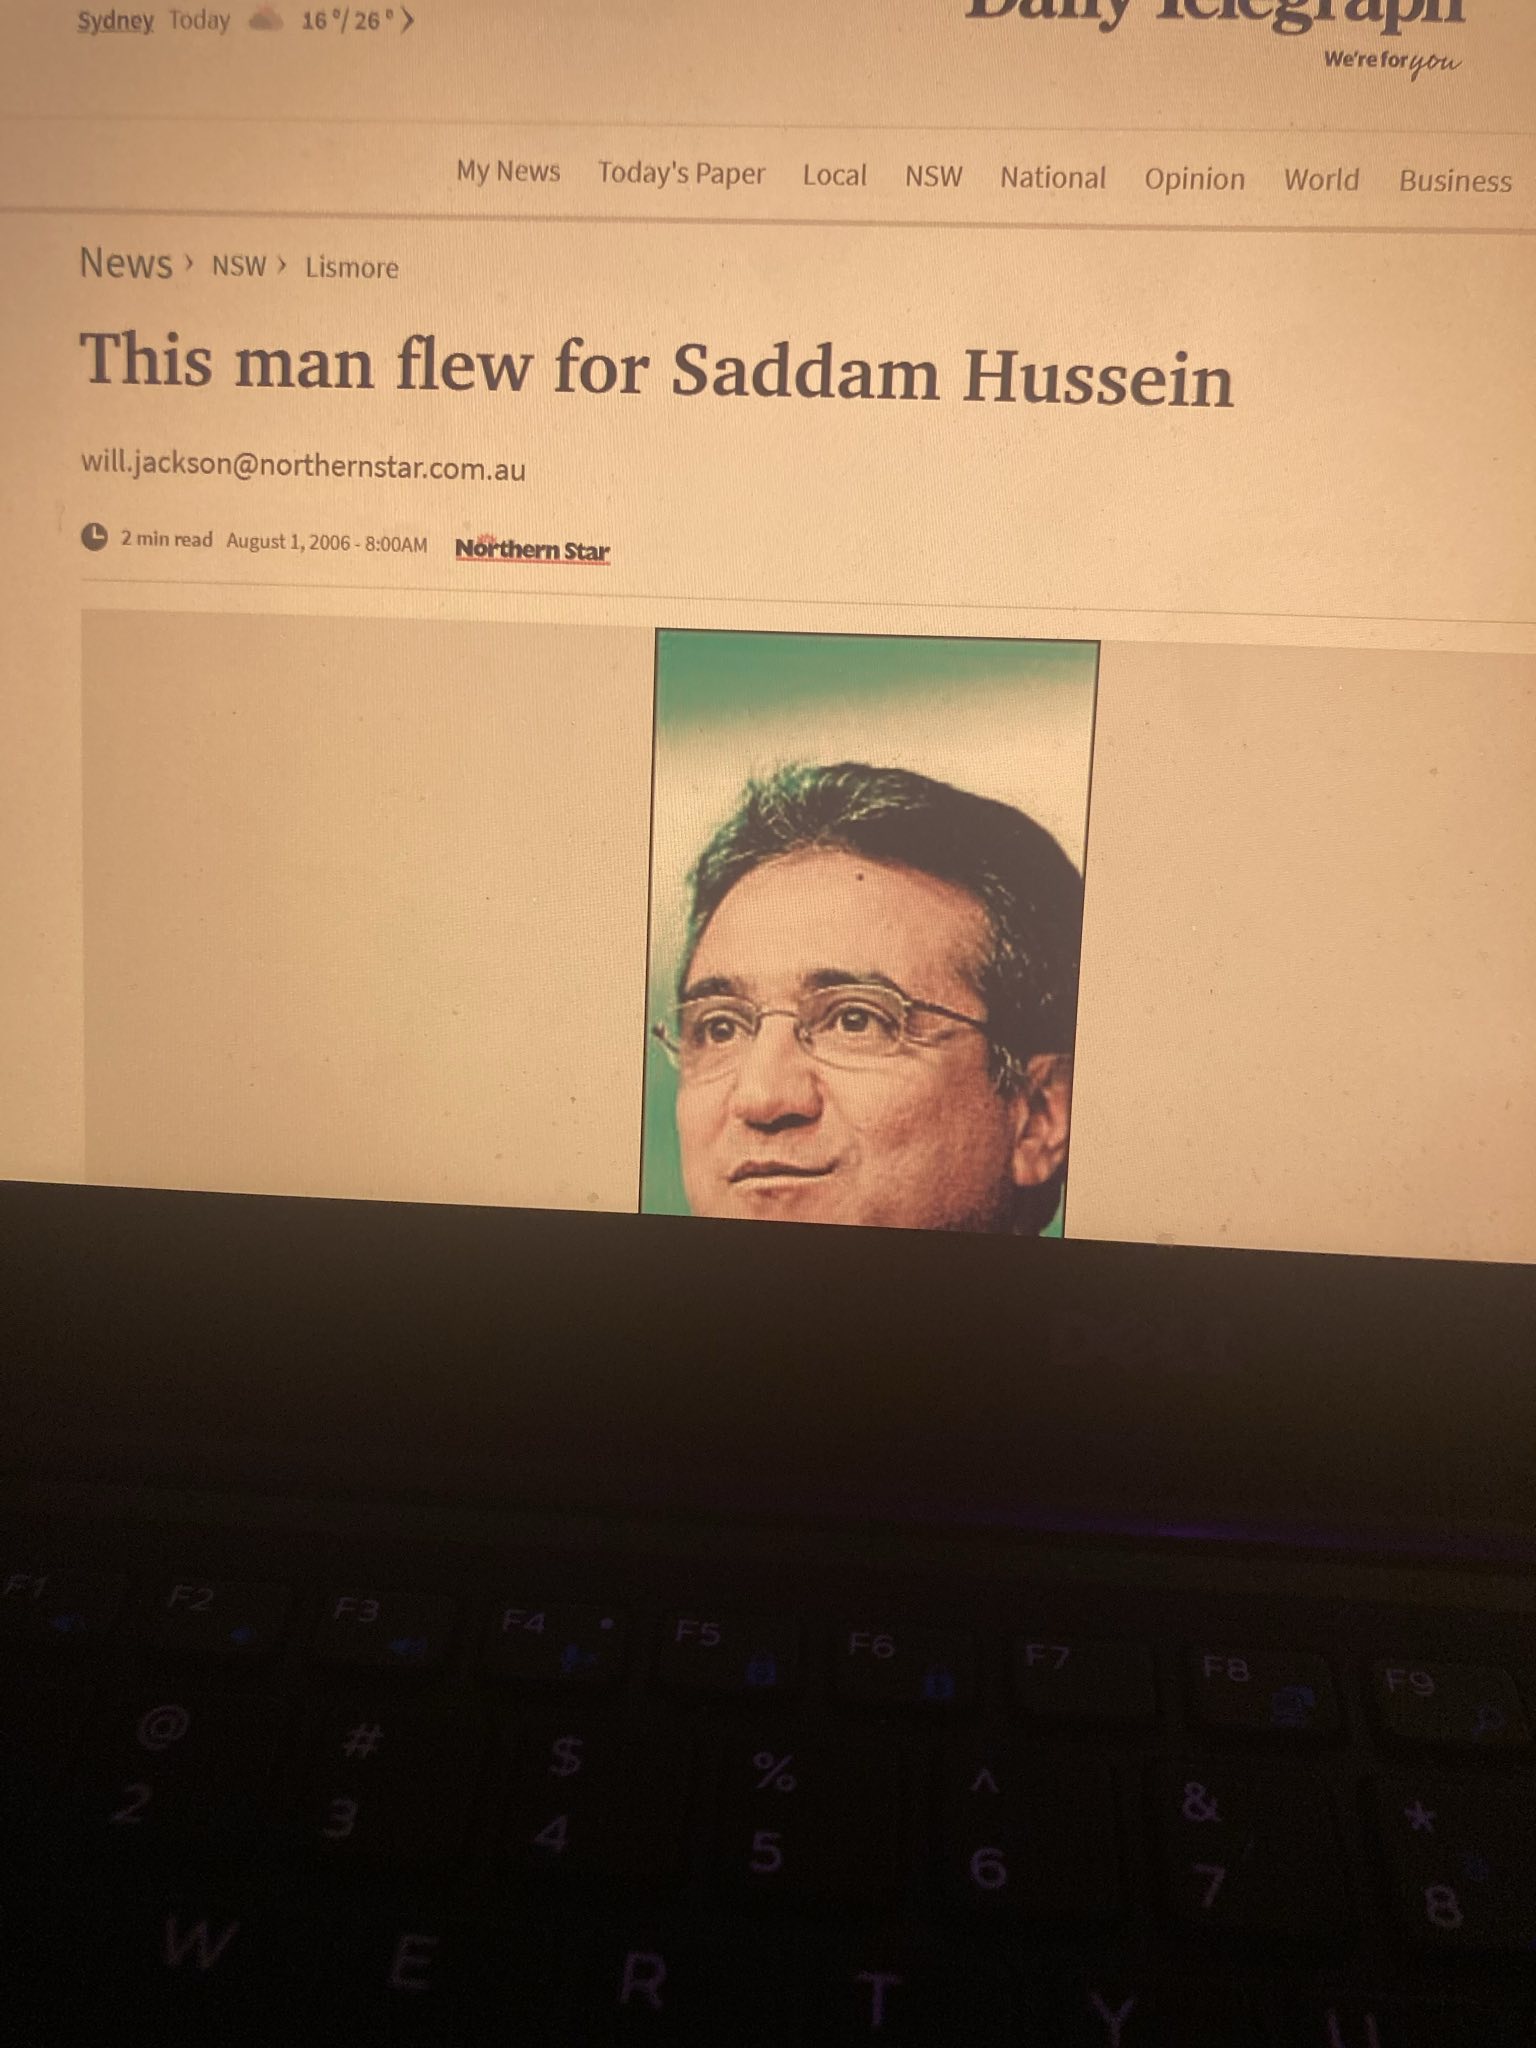 Sydney Today 16°/26° >
Daily Telegraph
We're for you
My News Today's Paper Local NSW National Opinion World Business
News > NSW > Lismore
This man flew for Saddam Hussein
will.jackson@northernstar.com.au
2 min read August 1, 2006 - 8:00AM Northern Star
F1 F2 F3 F4 F5 F6 F7 F8 F9
@ # $ % ^ & *
2 3 4 5 6 7 8
W E R T Y U